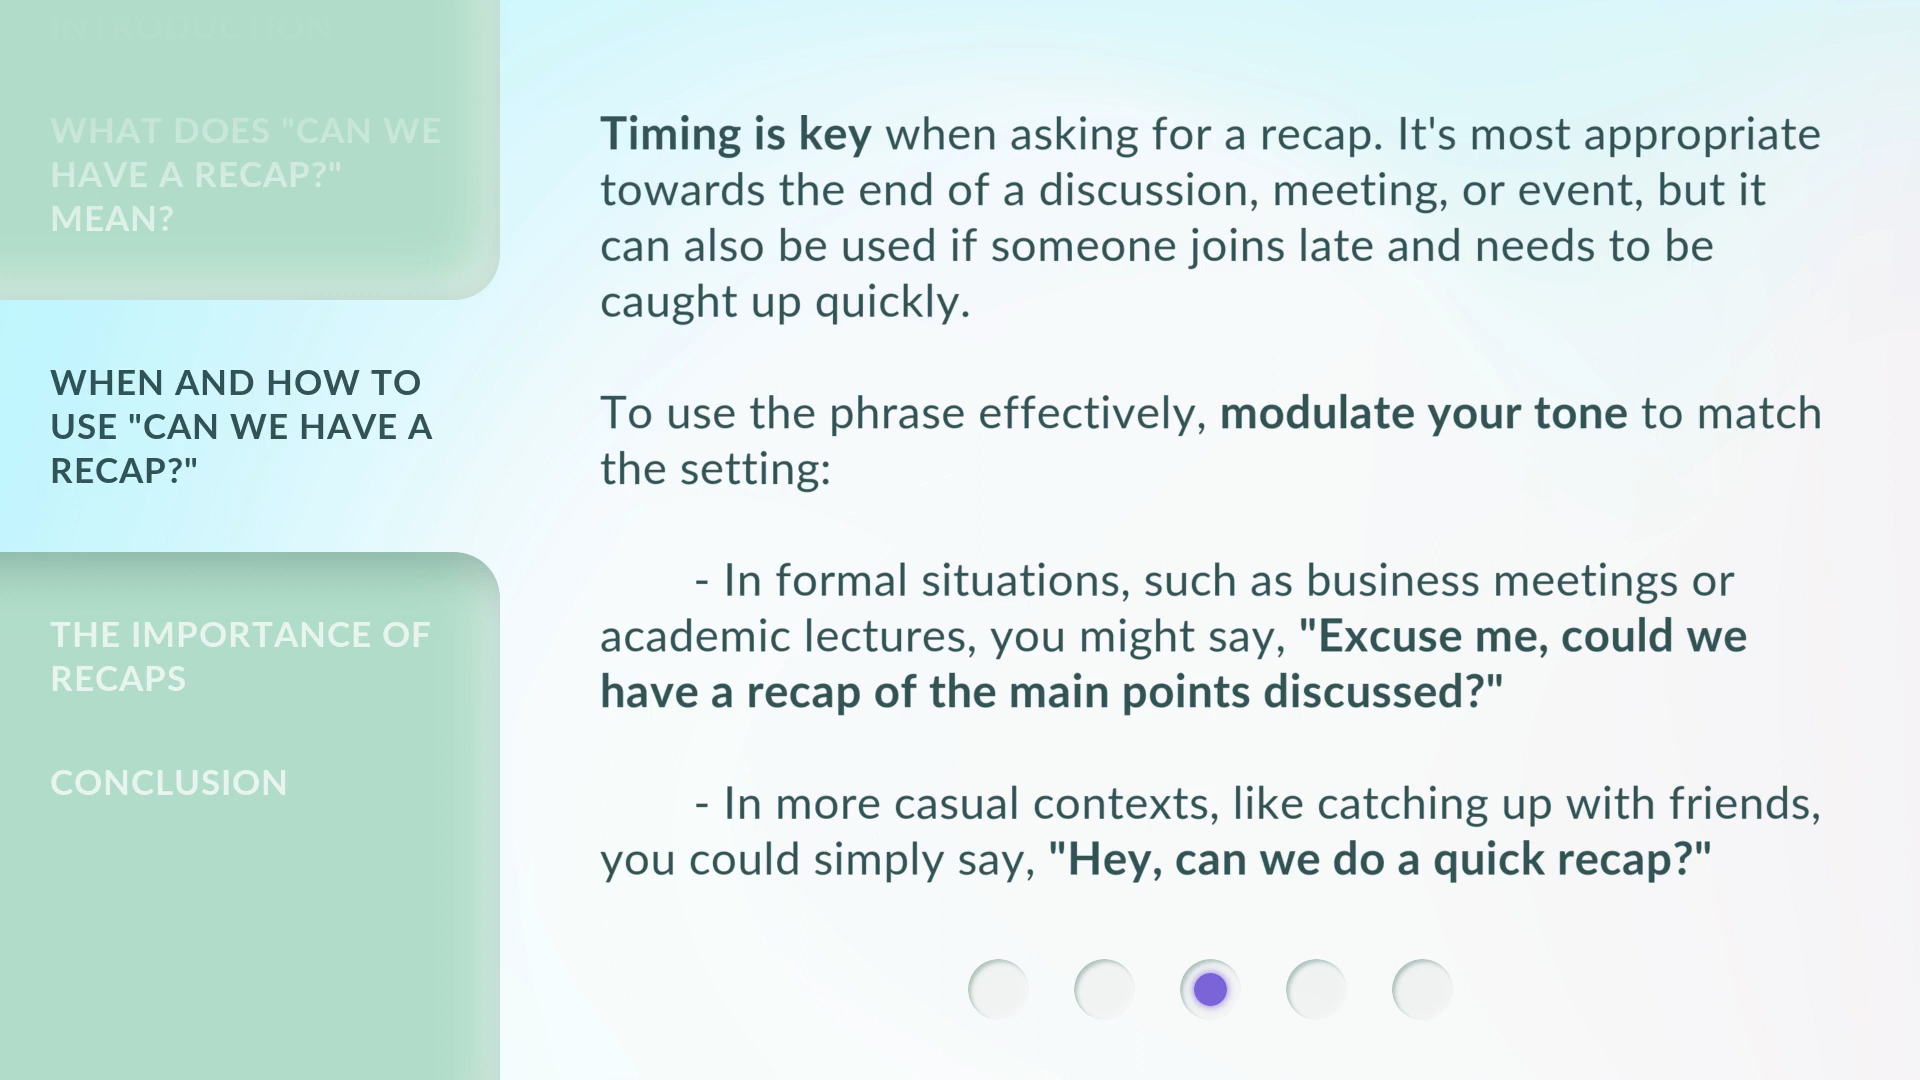 INTRODUCTION
WHAT DOES "CAN WE
HAVE A RECAP?"
MEAN?
WHEN AND HOW TO
USE "CAN WE HAVE A
RECAP?"
THE IMPORTANCE OF
RECAPS
CONCLUSION
Timing is key when asking for a recap. It's most appropriate
towards the end of a discussion, meeting, or event, but it
can also be used if someone joins late and needs to be
caught up quickly.
To use the phrase effectively, modulate your tone to match
the setting:
- In formal situations, such as business meetings or
academic lectures, you might say, "Excuse me, could we
have a recap of the main points discussed?"
- In more casual contexts, like catching up with friends,
you could simply say, "Hey, can we do a quick recap?"